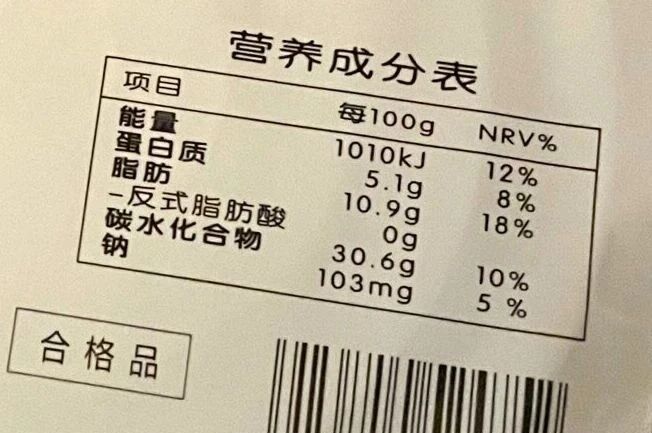 营养成分表
项目 每100g NRV%
能量 1010kJ 12%
蛋白质 5.1g 8%
脂肪 10.9g 18%
-反式脂肪酸 0g
碳水化合物 30.6g 10%
钠 103mg 5 %
合格品